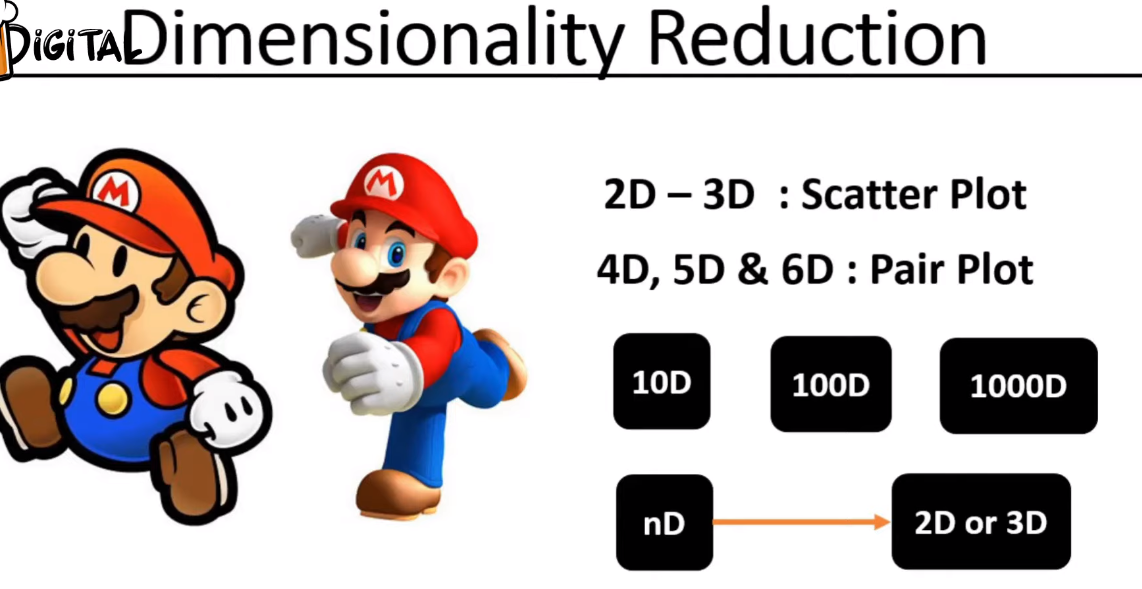 DiGiTAL
Dimensionality Reduction
M
M
2D – 3D : Scatter Plot
4D, 5D & 6D : Pair Plot
10D
100D
1000D
nD
2D or 3D